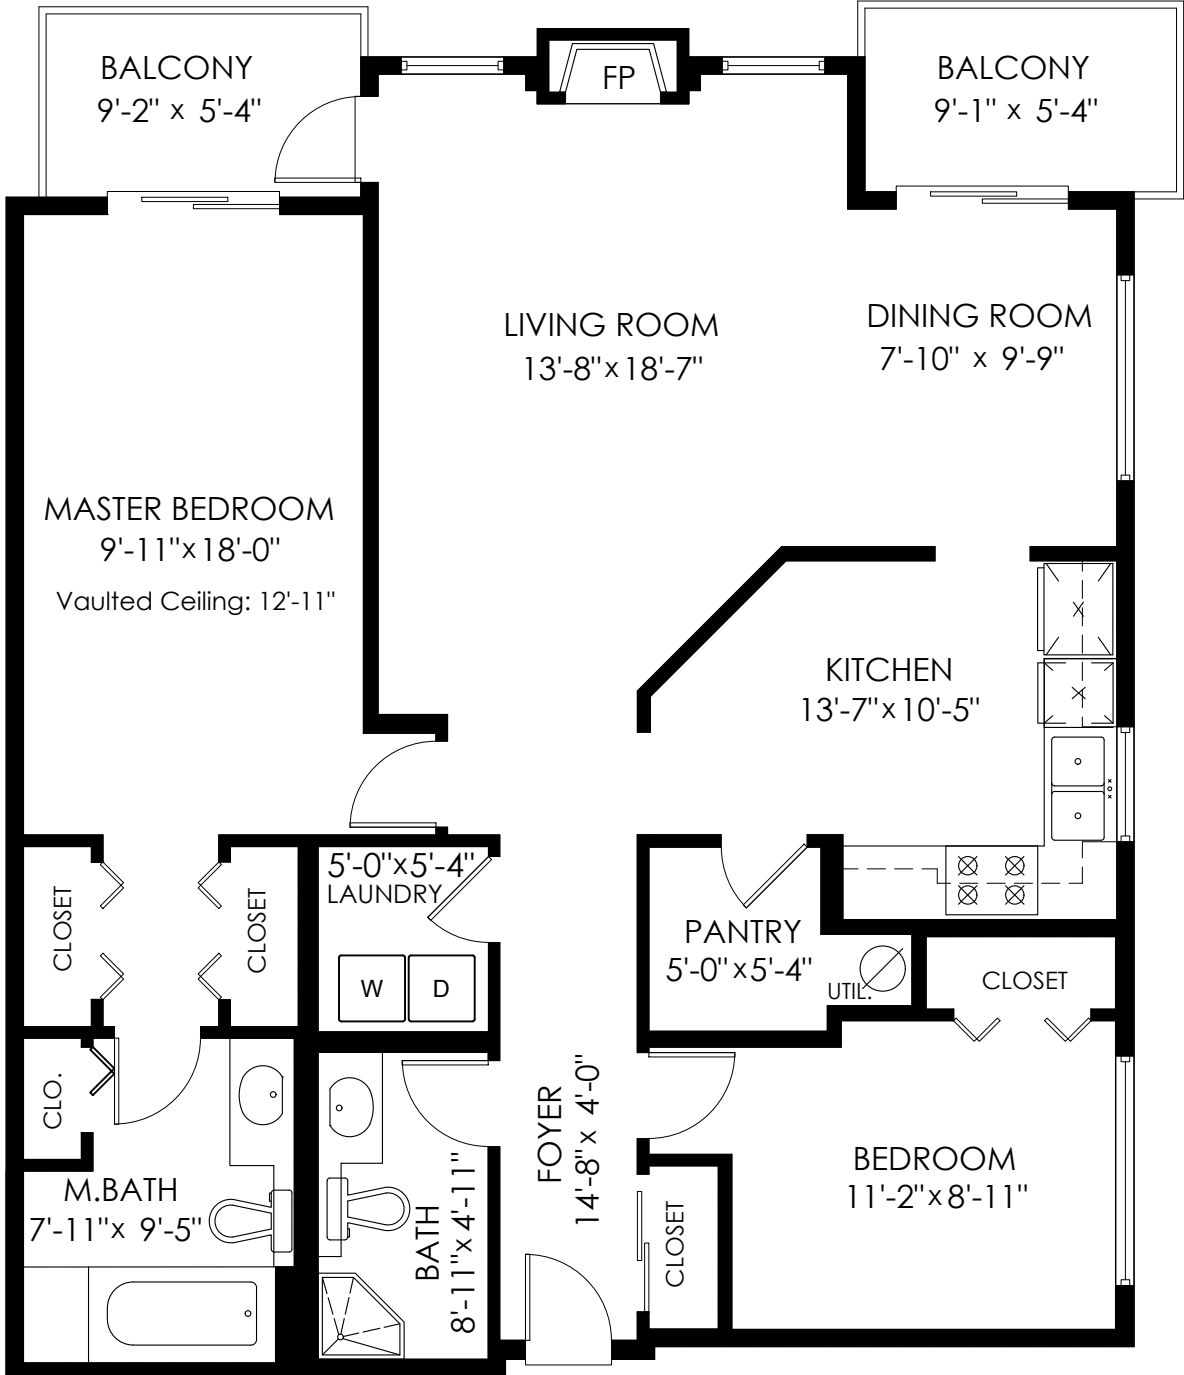 BALCONY
9'-2" x 5'-4"
FP
BALCONY
9'-1" x 5'-4"
LIVING ROOM
13'-8"x18'-7"
DINING ROOM
7'-10" x 9'-9"
MASTER BEDROOM
9'-11"x18'-0"
Vaulted Ceiling: 12'-11"
KITCHEN
13'-7"x10'-5"
CLOSET
CLOSET
5'-0"x5'-4"
LAUNDRY
W
D
PANTRY
5'-0"x5'-4"
UTIL.
CLOSET
CLO.
M.BATH
7'-11"x 9'-5"
BATH
8'-11"x4'-11"
FOYER
14'-8"x 4'-0"
CLOSET
BEDROOM
11'-2"x8'-11"